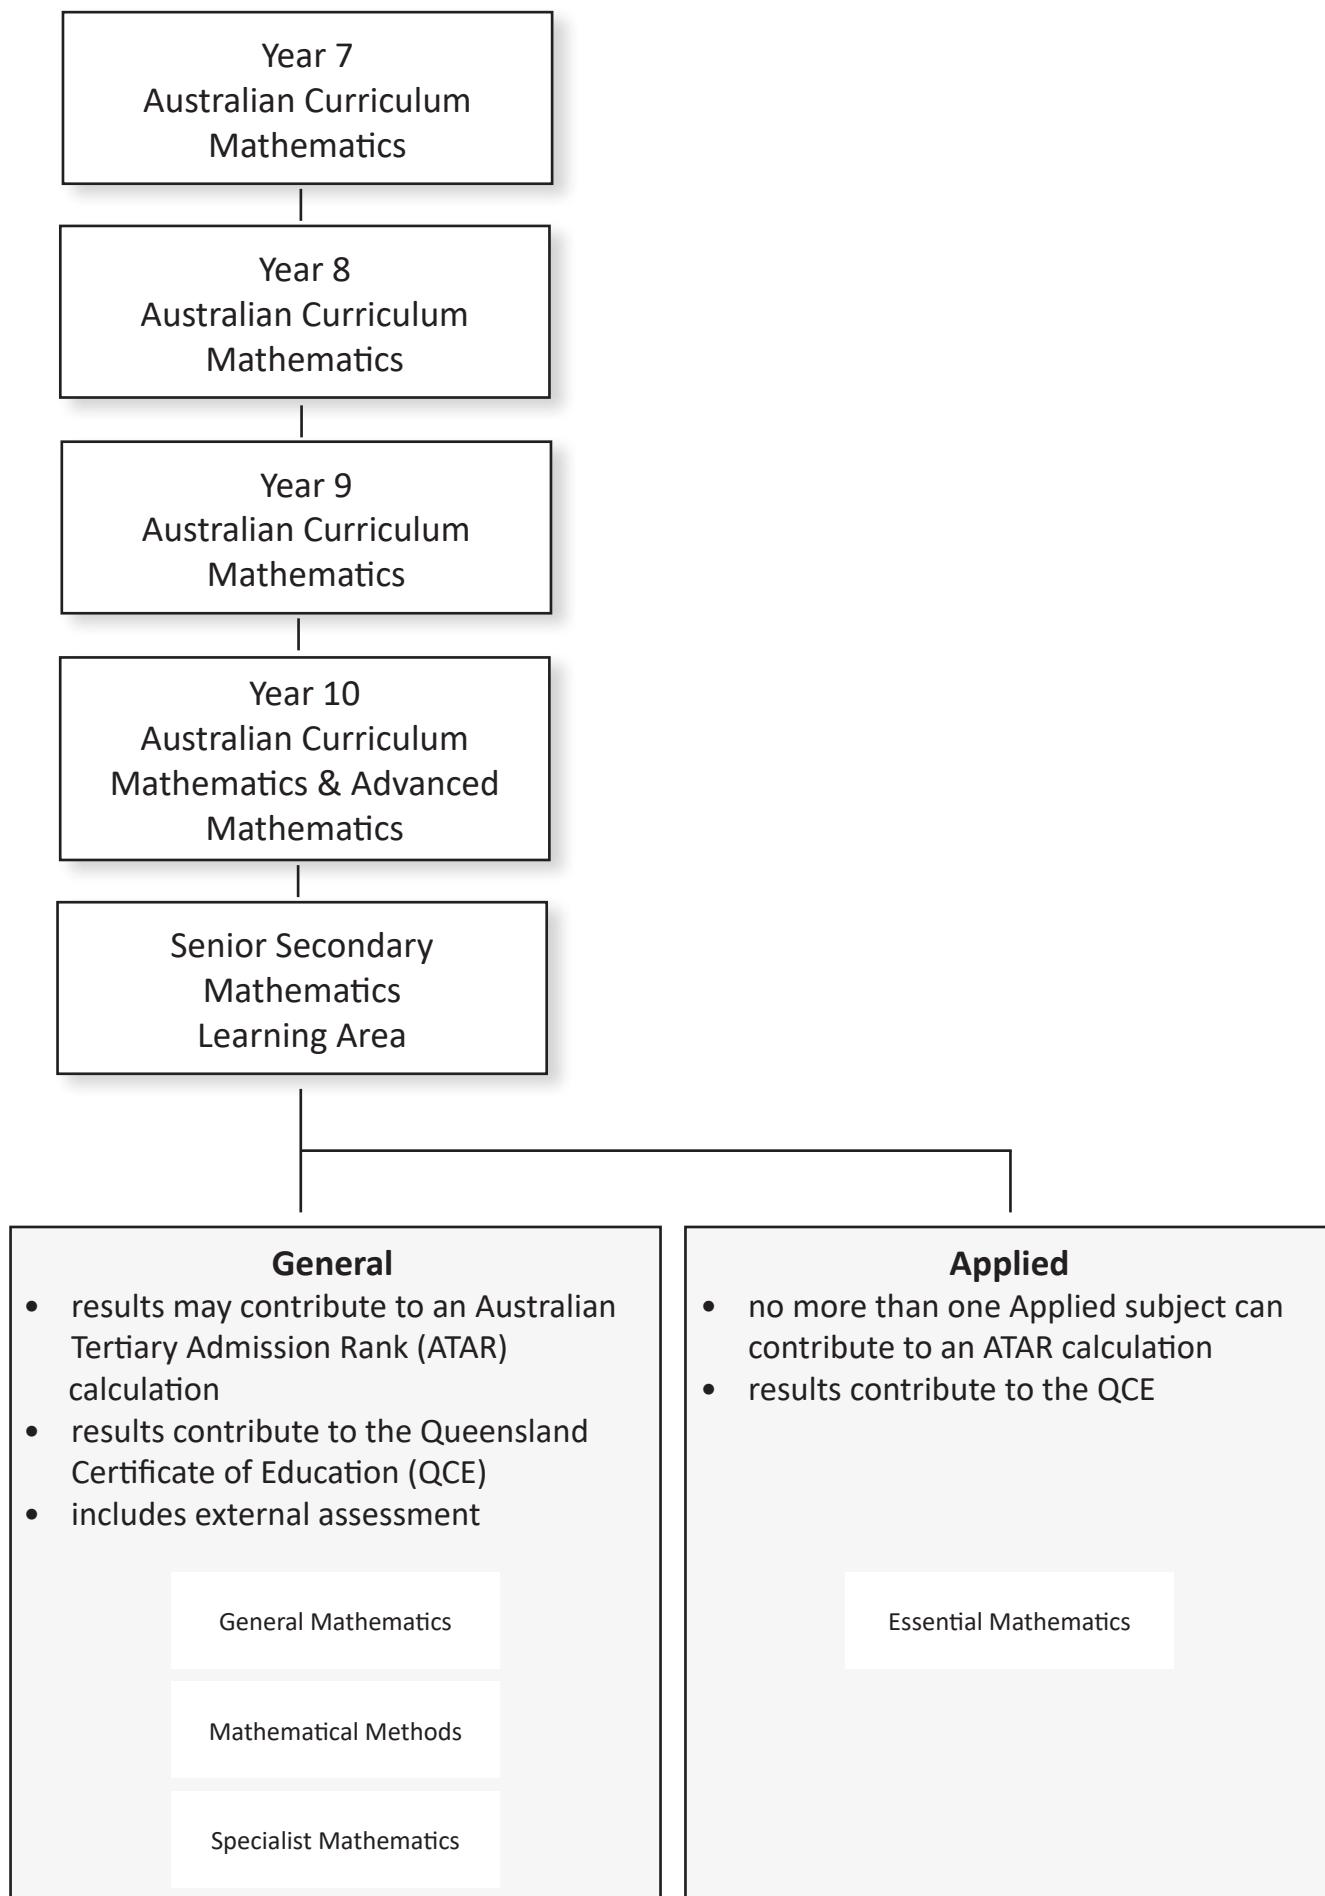 Year 7
Australian Curriculum
Mathematics
Year 8
Australian Curriculum
Mathematics
Year 9
Australian Curriculum
Mathematics
Year 10
Australian Curriculum
Mathematics & Advanced
Mathematics
Senior Secondary
Mathematics
Learning Area
General
• results may contribute to an Australian
Tertiary Admission Rank (ATAR)
calculation
• results contribute to the Queensland
Certificate of Education (QCE)
• includes external assessment
General Mathematics
Mathematical Methods
Specialist Mathematics
Applied
• no more than one Applied subject can
contribute to an ATAR calculation
• results contribute to the QCE
Essential Mathematics